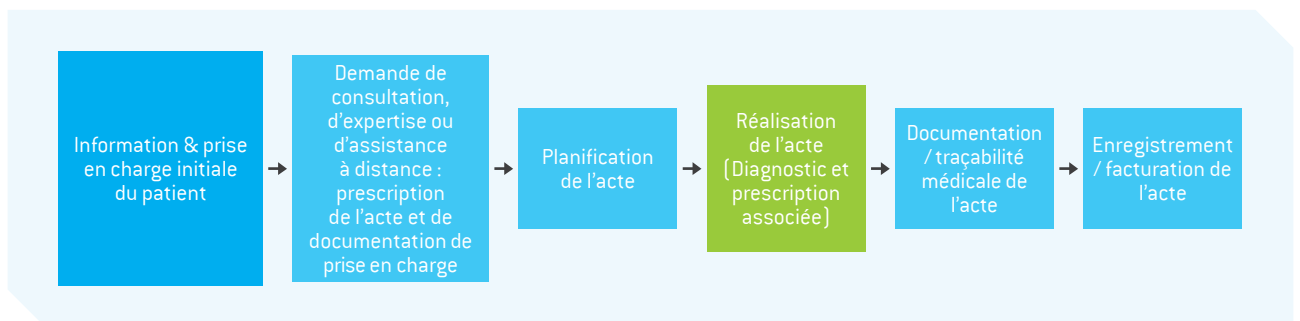 Information & prise
en charge initiale
du patient
Demande de
consultation,
d’expertise ou
d’assistance
à distance :
prescription
de l’acte et de
documentation de
prise en charge
Planification
de l’acte
Réalisation
de l’acte
(Diagnostic et
prescription
associée)
Documentation
/ traçabilité
médicale de
l’acte
Enregistrement
/ facturation de
l’acte